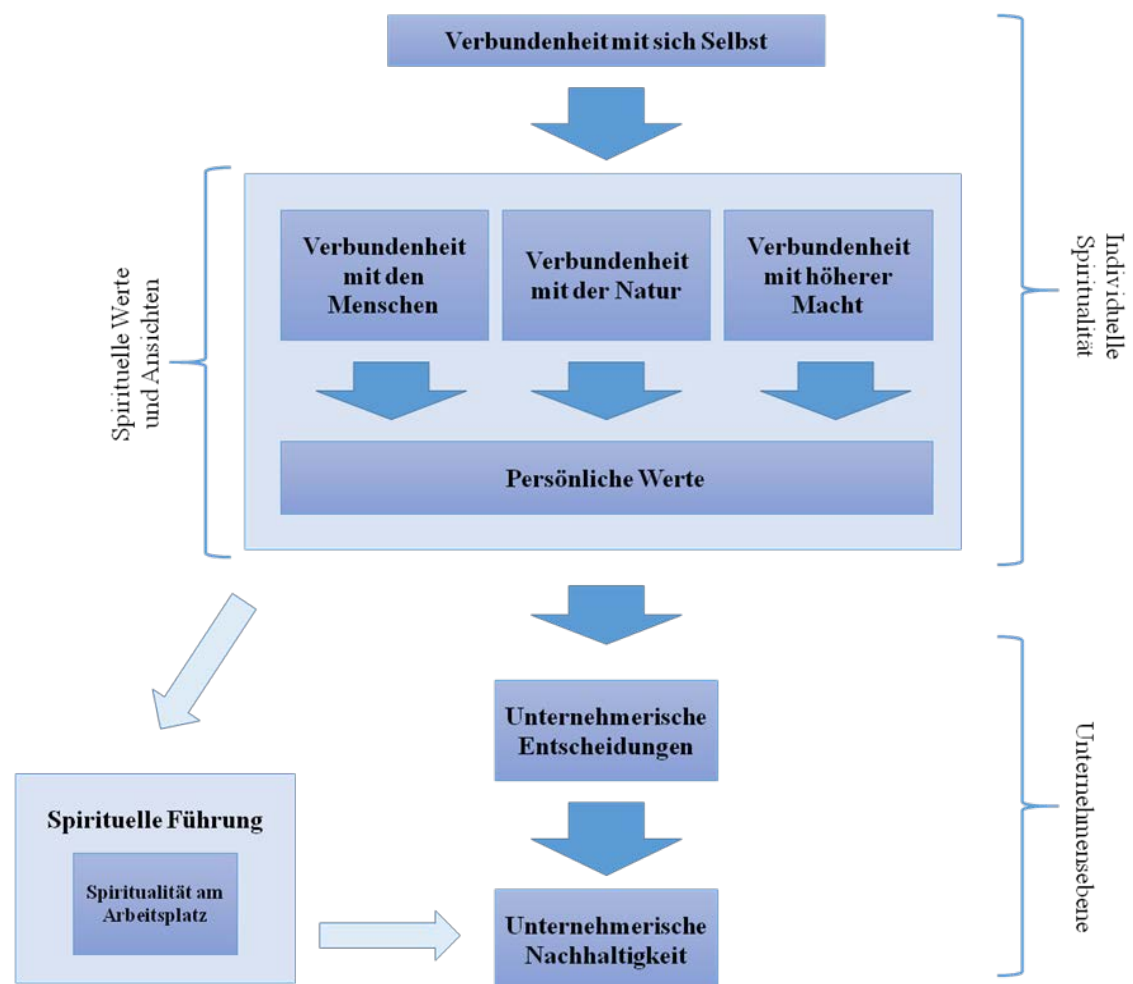 Verbundenheit mit sich Selbst
Verbundenheit
mit den
Menschen
Verbundenheit
mit der Natur
Verbundenheit
mit höherer
Macht
Persönliche Werte
Spirituelle Werte
und Ansichten
Individuelle
Spiritualität
Unternehmerische
Entscheidungen
Spirituelle Führung
Spiritualität am
Arbeitsplatz
Unternehmerische
Nachhaltigkeit
Unternehmensebene